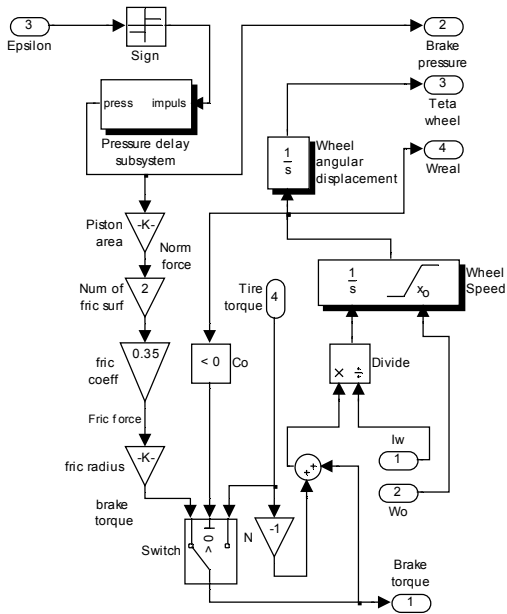 3
Epsilon
Sign
2
Brake
pressure
press
impuls
Pressure delay
subsystem
3
Teta
wheel
1
s
Wheel
angular
displacement
4
Wreal
-K-
Piston
area
Norm
force
2
Num of
fric surf
Tire
torque
4
1
s
xo
Wheel
Speed
0.35
fric
coeff
< 0
Co
× ÷
Divide
Fric force
-K-
fric radius
++
Iw
1
2
Wo
brake
torque
Switch
> 0
N
-1
Brake
torque
1